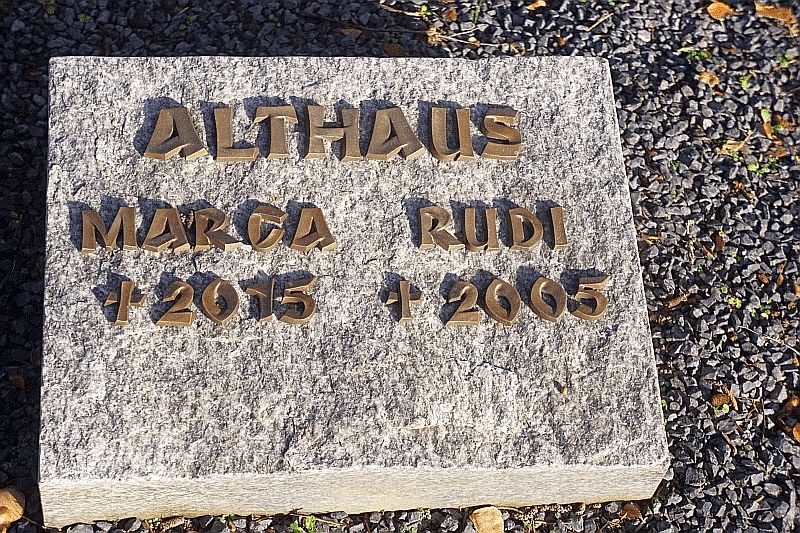 ALTHAUS
MARGA RUDI
+2015 +2005